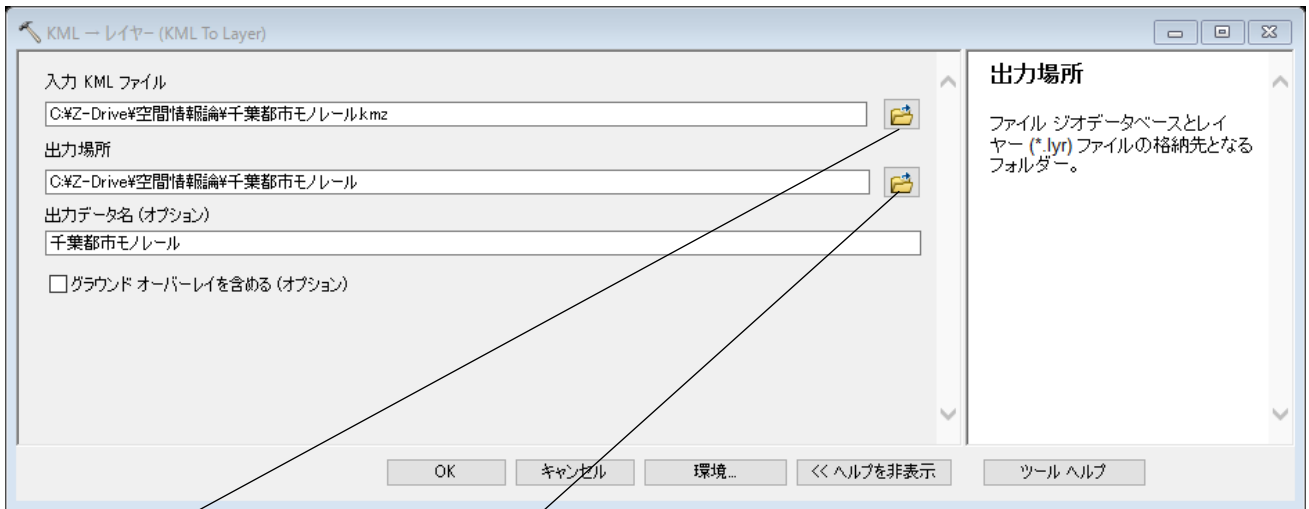 KML → レイヤー (KML To Layer)
入力 KML ファイル
C:¥Z-Drive¥空間情報論¥千葉都市モノレール.kmz
出力場所
C:¥Z-Drive¥空間情報論¥千葉都市モノレール
出力データ名 (オプション)
千葉都市モノレール
グラウンド オーバーレイを含める (オプション)
出力場所
ファイル ジオデータベースとレイ
ヤー (*.lyr) ファイルの格納先となる
フォルダー。
OK
キャンセル
環境...
<< ヘルプを非表示
ツール ヘルプ